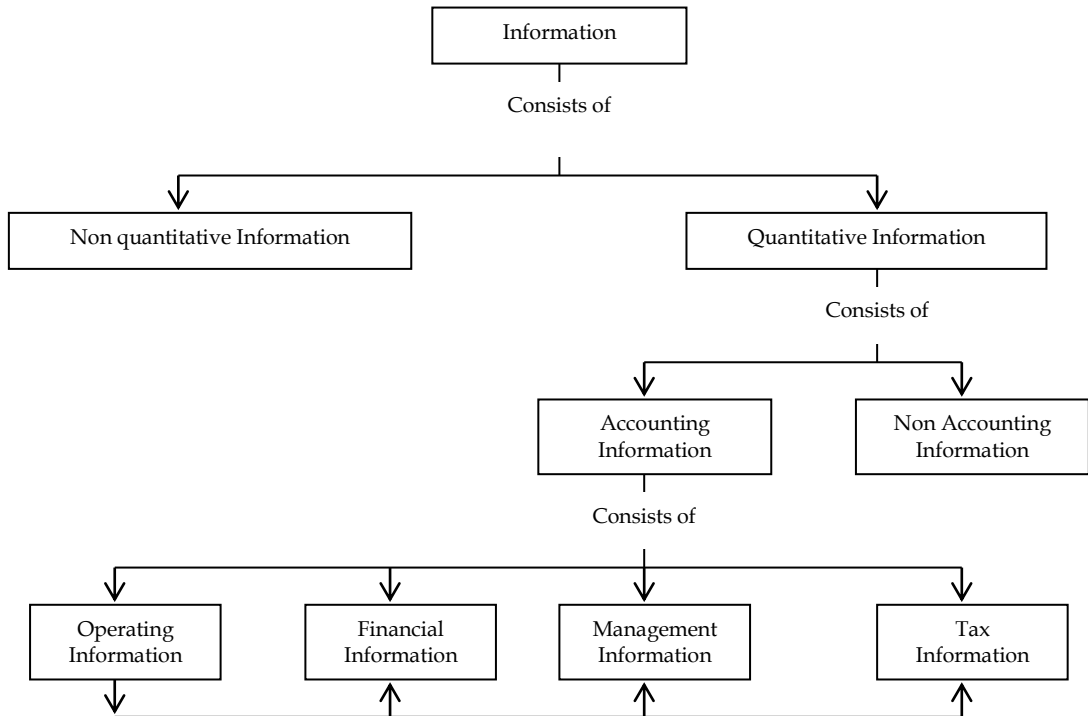 Information
Consists of
Non quantitative Information
Quantitative Information
Consists of
Accounting
Information
Non Accounting
Information
Consists of
Operating
Information
Financial
Information
Management
Information
Tax
Information